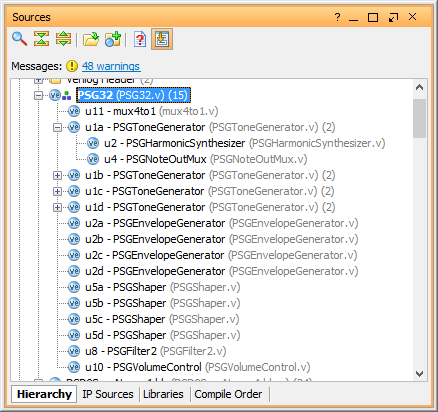 Sources
Messages: 48 warnings
Verilog Header (2)
PSG32 (PSG32.v) (15)
u11 - mux4to1 (mux4to1.v)
u1a - PSGToneGenerator (PSGToneGenerator.v) (2)
u2 - PSGHarmonicSynthesizer (PSGHarmonicSynthesizer.v)
u4 - PSGNoteOutMux (PSGNoteOutMux.v)
u1b - PSGToneGenerator (PSGToneGenerator.v) (2)
u1c - PSGToneGenerator (PSGToneGenerator.v) (2)
u1d - PSGToneGenerator (PSGToneGenerator.v) (2)
u2a - PSGEnvelopeGenerator (PSGEnvelopeGenerator.v)
u2b - PSGEnvelopeGenerator (PSGEnvelopeGenerator.v)
u2c - PSGEnvelopeGenerator (PSGEnvelopeGenerator.v)
u2d - PSGEnvelopeGenerator (PSGEnvelopeGenerator.v)
u5a - PSGShaper (PSGShaper.v)
u5b - PSGShaper (PSGShaper.v)
u5c - PSGShaper (PSGShaper.v)
u5d - PSGShaper (PSGShaper.v)
u8 - PSGFilter2 (PSGFilter2.v)
u10 - PSGVolumeControl (PSGVolumeControl.v)
Hierarchy IP Sources Libraries Compile Order